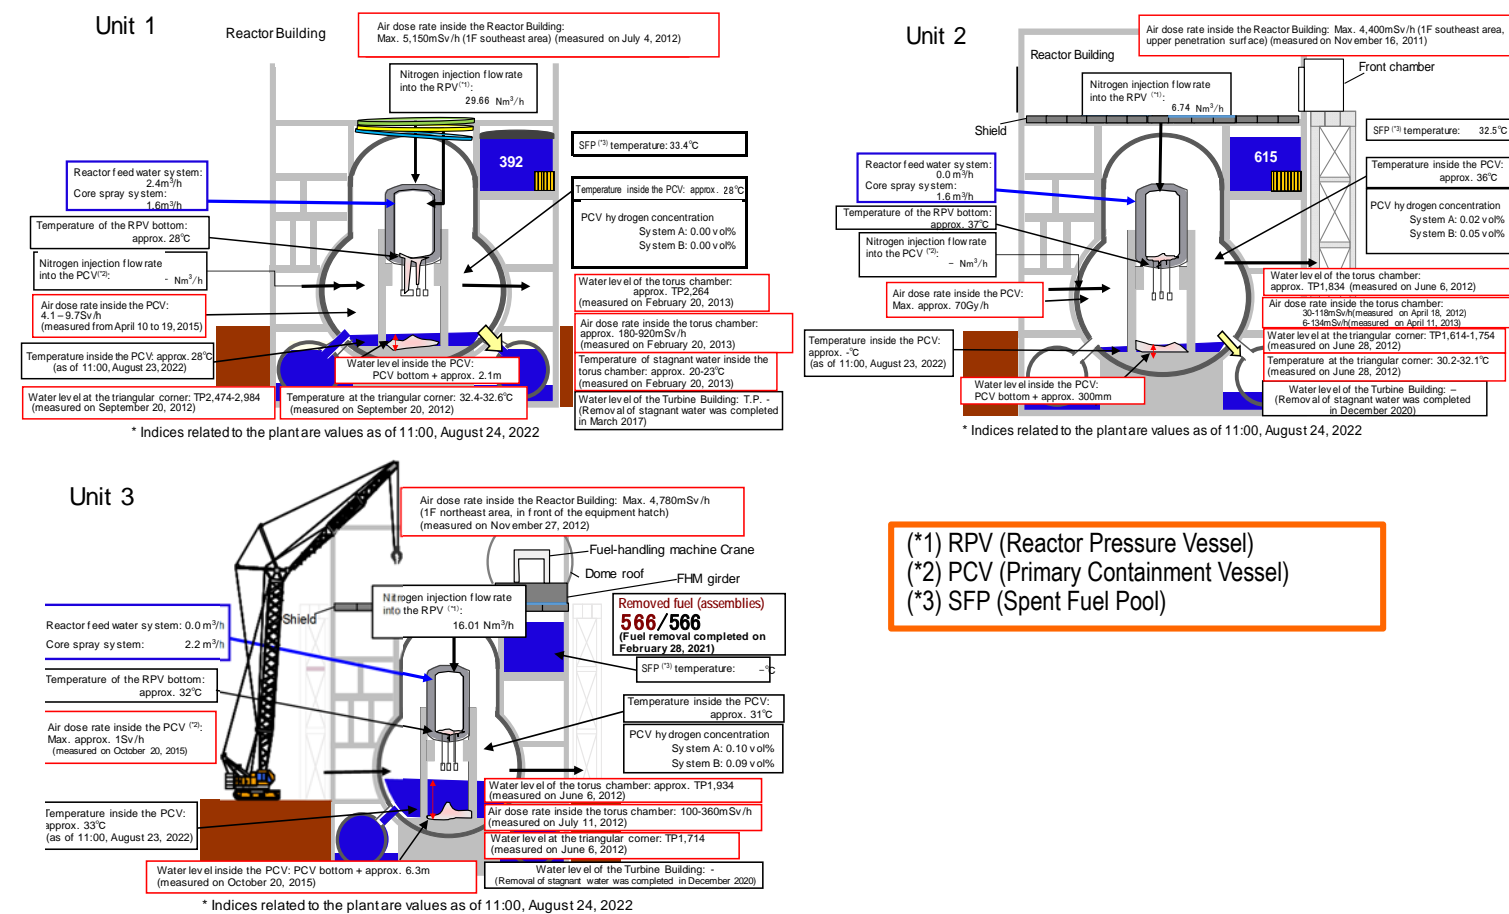 Unit 1
Reactor Building
Air dose rate inside the Reactor Building:
Max. 5,150mSv/h (1F southeast area) (measured on July 4, 2012)
Nitrogen injection flow rate
into the RPV(*1):
29.66 Nm3/h
392
SFP (*3) temperature: 33.4℃
Reactor feed water system:
2.4m3/h
Core spray system:
1.6m3/h
Temperature inside the PCV: approx. 28℃
PCV hydrogen concentration
System A: 0.00 vol%
System B: 0.00 vol%
Temperature of the RPV bottom:
approx. 28℃
Nitrogen injection flow rate
into the PCV(*2):
- Nm3/h
Air dose rate inside the PCV:
4.1 – 9.7Sv/h
(measured from April 10 to 19, 2015)
Temperature inside the PCV: approx. 28℃
(as of 11:00, August 23, 2022)
Water level at the triangular corner: TP2,474-2,984
(measured on September 20, 2012)
Water level inside the PCV:
PCV bottom + approx. 2.1m
Temperature at the triangular corner: 32.4-32.6℃
(measured on September 20, 2012)
Water level of the torus chamber:
approx. TP2,264
(measured on February 20, 2013)
Air dose rate inside the torus chamber:
approx. 180-920mSv/h
(measured on February 20, 2013)
Temperature of stagnant water inside the
torus chamber: approx. 20-23℃
(measured on February 20, 2013)
Water level of the Turbine Building: T.P. -
(Removal of stagnant water was completed
in March 2017)
* Indices related to the plant are values as of 11:00, August 24, 2022
Unit 2
Reactor Building
Air dose rate inside the Reactor Building: Max. 4,400mSv/h (1F southeast area,
upper penetration surface) (measured on November 16, 2011)
Front chamber
Nitrogen injection flow rate
into the RPV (*1):
6.74 Nm3/h
Shield
615
SFP (*3) temperature: 32.5℃
Reactor feed water system:
0.0 m3/h
Core spray system:
1.6 m3/h
Temperature inside the PCV:
approx. 36℃
PCV hydrogen concentration
System A: 0.02 vol%
System B: 0.05 vol%
Temperature of the RPV bottom:
approx. 37℃
Nitrogen injection flow rate
into the PCV (*2):
– Nm3/h
Air dose rate inside the PCV:
Max. approx. 70Gy/h
Temperature inside the PCV:
approx. -℃
(as of 11:00, August 23, 2022)
Water level inside the PCV:
PCV bottom + approx. 300mm
Water level of the torus chamber:
approx. TP1,834 (measured on June 6, 2012)
Air dose rate inside the torus chamber:
30-118mSv/h(measured on April 18, 2012)
6-134mSv/h(measured on April 11, 2013)
Water level at the triangular corner: TP1,614-1,754
(measured on June 28, 2012)
Temperature at the triangular corner: 30.2-32.1℃
(measured on June 28, 2012)
Water level of the Turbine Building: –
(Removal of stagnant water was completed
in December 2020)
* Indices related to the plant are values as of 11:00, August 24, 2022
Unit 3
Air dose rate inside the Reactor Building: Max. 4,780mSv/h
(1F northeast area, in front of the equipment hatch)
(measured on November 27, 2012)
Fuel-handling machine Crane
Dome roof
FHM girder
Nitrogen injection flow rate
into the RPV (*1):
16.01 Nm3/h
Shield
Removed fuel (assemblies)
566/566
(Fuel removal completed on
February 28, 2021)
Reactor feed water system: 0.0 m3/h
Core spray system: 2.2 m3/h
SFP (*3) temperature: –℃
Temperature of the RPV bottom:
approx. 32℃
Temperature inside the PCV:
approx. 31℃
PCV hydrogen concentration
System A: 0.10 vol%
System B: 0.09 vol%
Air dose rate inside the PCV (*2):
Max. approx. 1Sv/h
(measured on October 20, 2015)
Temperature inside the PCV:
approx. 33℃
(as of 11:00, August 23, 2022)
Water level of the torus chamber: approx. TP1,934
(measured on June 6, 2012)
Air dose rate inside the torus chamber: 100-360mSv/h
(measured on July 11, 2012)
Water level at the triangular corner: TP1,714
(measured on June 6, 2012)
Water level inside the PCV: PCV bottom + approx. 6.3m
(measured on October 20, 2015)
Water level of the Turbine Building: -
(Removal of stagnant water was completed in December 2020)
* Indices related to the plant are values as of 11:00, August 24, 2022
(*1) RPV (Reactor Pressure Vessel)
(*2) PCV (Primary Containment Vessel)
(*3) SFP (Spent Fuel Pool)